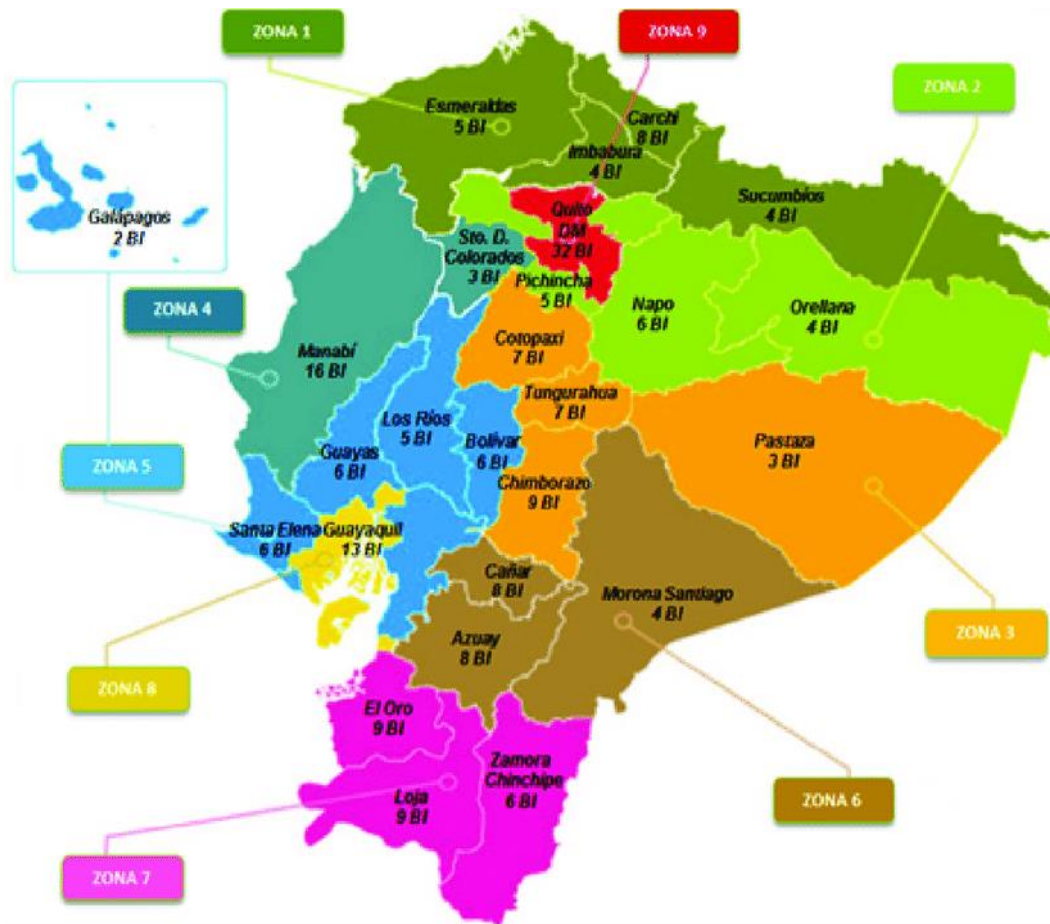 ZONA 1
ZONA 9
ZONA 2
Esmeraldas
5 BI
Carchi
8 BI
Imbabura
4 BI
Sucumbíos
4 BI
Galápagos
2 BI
Quito
DM
32 BI
Sto. D.
Colorados
3 BI
Pichincha
5 BI
Napo
6 BI
Orellana
4 BI
ZONA 4
Manabí
16 BI
Cotopaxi
7 BI
Tungurahua
7 BI
Los Ríos
5 BI
Bolívar
6 BI
Pastaza
3 BI
ZONA 5
Guayas
6 BI
Chimborazo
9 BI
Santa Elena
6 BI
Guayaquil
13 BI
Cañar
8 BI
Morona Santiago
4 BI
ZONA 3
Azuay
8 BI
ZONA 8
El Oro
9 BI
Zamora
Chinchipe
6 BI
Loja
9 BI
ZONA 6
ZONA 7